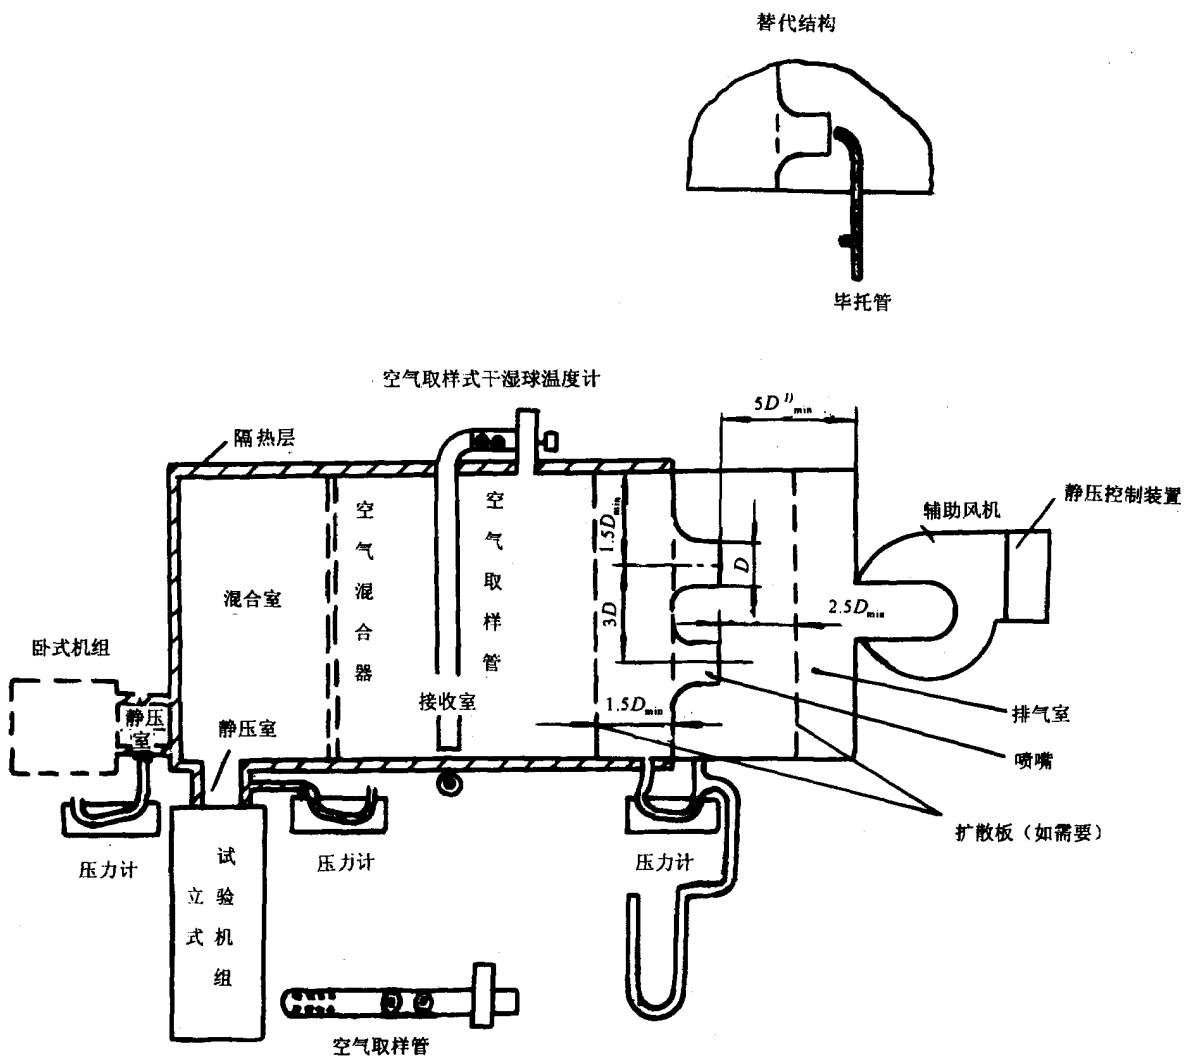 替代结构
毕托管
空气取样式干湿球温度计
5D¹⁾min
隔热层
静压控制装置
辅助风机
空气混合器
空气取样管
1.5Dmin
D
混合室
3D
2.5Dmin
卧式机组
接收室
静压室
静压室
1.5Dmin
排气室
喷嘴
扩散板（如需要）
压力计
压力计
压力计
立式
试验机组
空气取样管